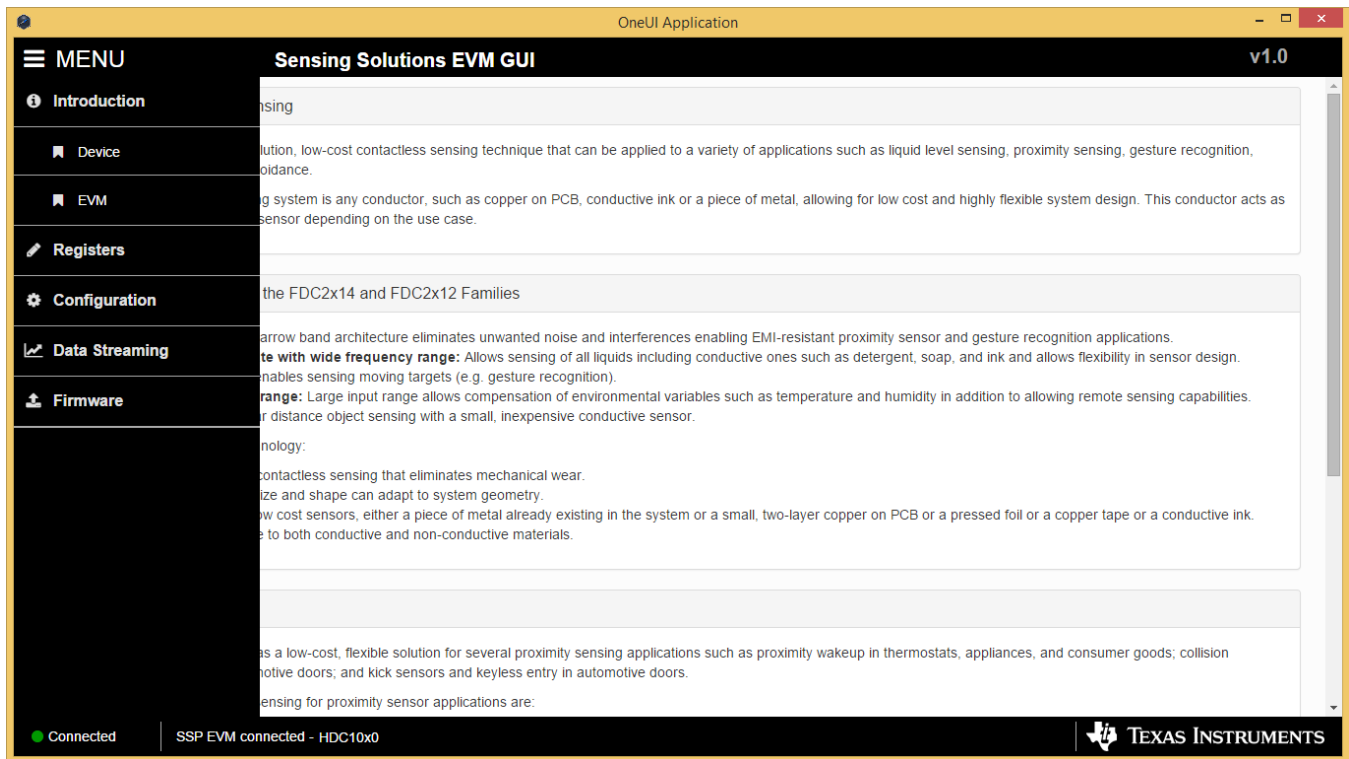 OneUI Application
MENU
Sensing Solutions EVM GUI
v1.0
Introduction
Device
EVM
Registers
Configuration
Data Streaming
Firmware
nsing
lution, low-cost contactless sensing technique that can be applied to a variety of applications such as liquid level sensing, proximity sensing, gesture recognition,
oidance.
system is any conductor, such as copper on PCB, conductive ink or a piece of metal, allowing for low cost and highly flexible system design. This conductor acts as
sensor depending on the use case.
the FDC2x14 and FDC2x12 Families
arrow band architecture eliminates unwanted noise and interferences enabling EMI-resistant proximity sensor and gesture recognition applications.
te with wide frequency range: Allows sensing of all liquids including conductive ones such as detergent, soap, and ink and allows flexibility in sensor design.
enables sensing moving targets (e.g. gesture recognition).
range: Large input range allows compensation of environmental variables such as temperature and humidity in addition to allowing remote sensing capabilities.
r distance object sensing with a small, inexpensive conductive sensor.
nology:
contactless sensing that eliminates mechanical wear.
ize and shape can adapt to system geometry.
ow cost sensors, either a piece of metal already existing in the system or a small, two-layer copper on PCB or a pressed foil or a copper tape or a conductive ink.
e to both conductive and non-conductive materials.
as a low-cost, flexible solution for several proximity sensing applications such as proximity wakeup in thermostats, appliances, and consumer goods; collision
motive doors; and kick sensors and keyless entry in automotive doors.
ensing for proximity sensor applications are:
Connected
SSP EVM connected - HDC10x0
TEXAS INSTRUMENTS